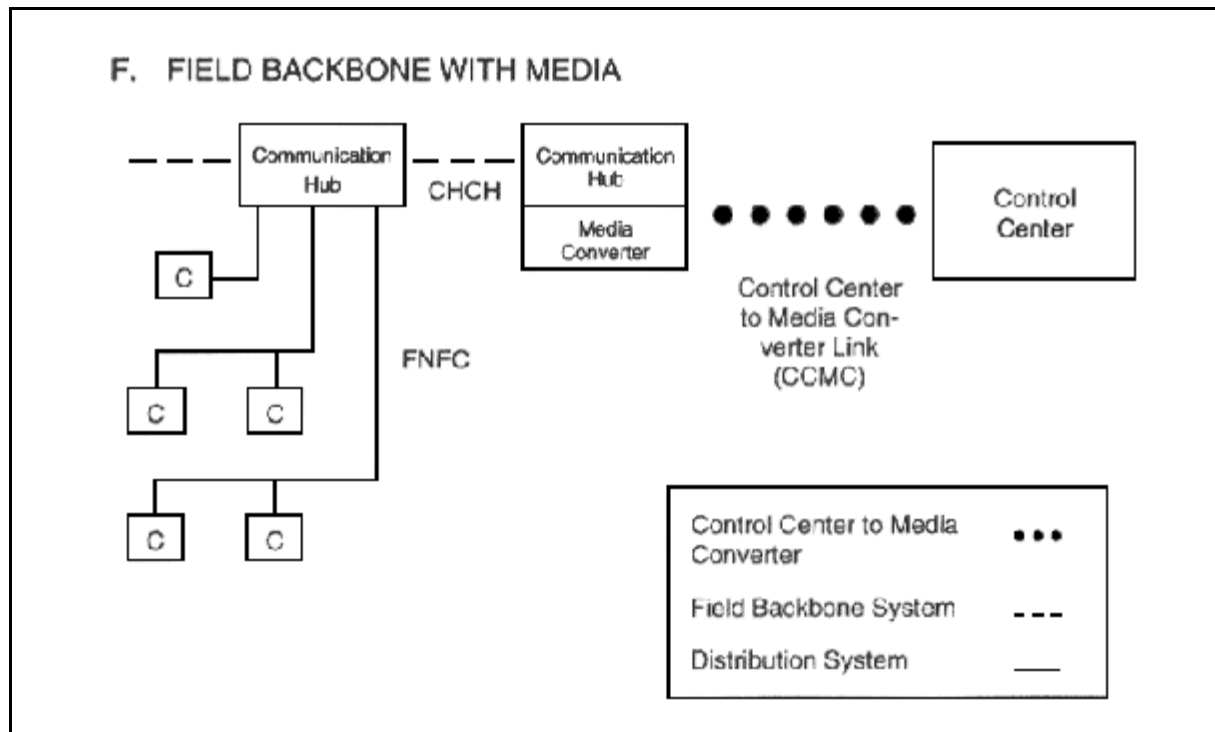 F. FIELD BACKBONE WITH MEDIA
Communication
Hub
CHCH
Communication
Hub
Media
Converter
Control
Center
Control Center
to Media Con-
verter Link
(CCMC)
C
FNFC
C
C
C
C
Control Center to Media
Converter
Field Backbone System
Distribution System